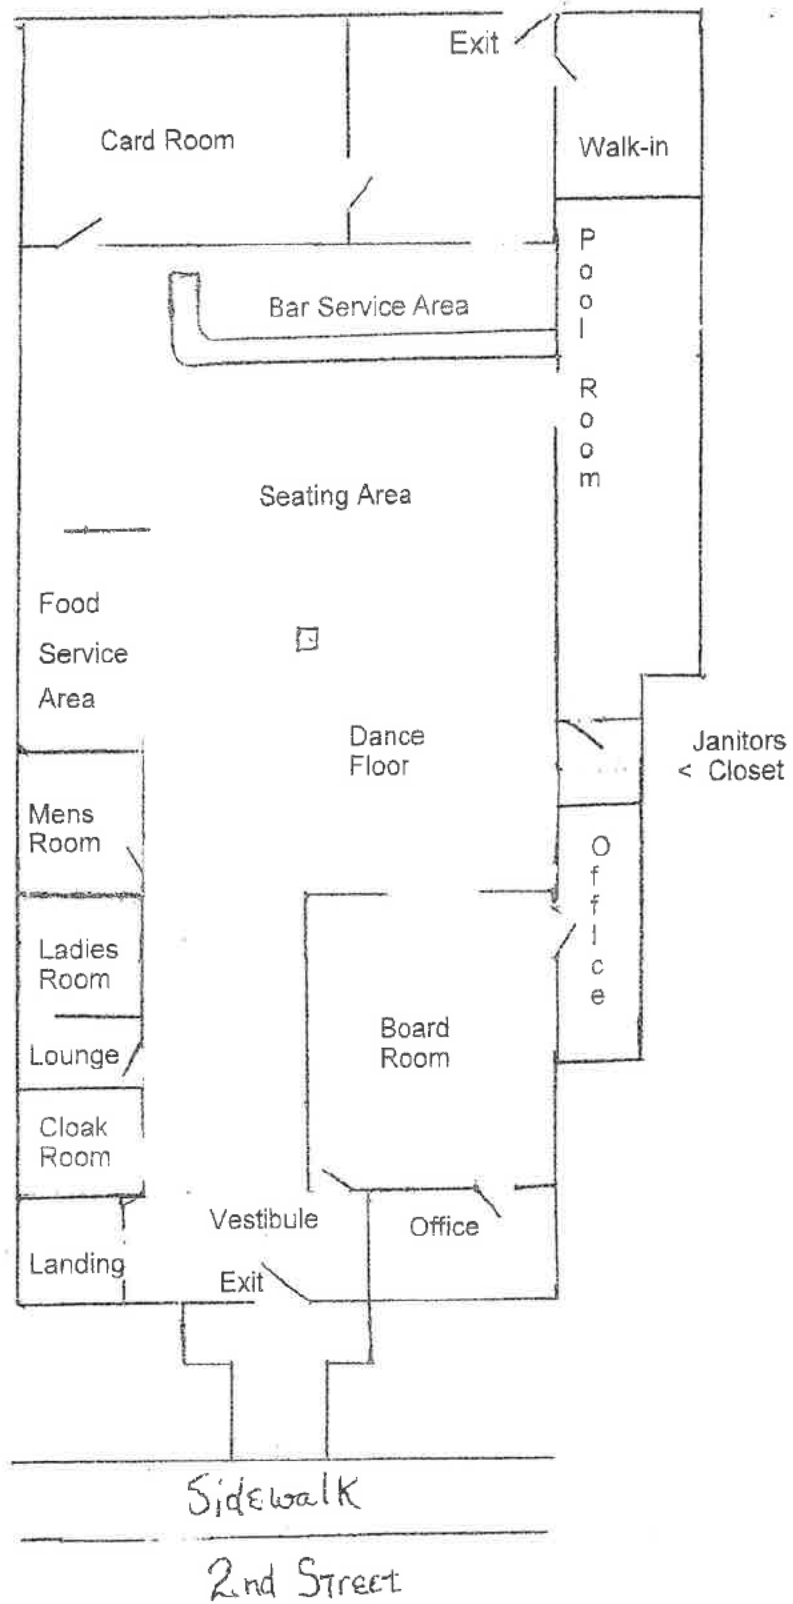 Exit
Card Room
Walk-in
P
o
o
l
R
o
o
m
Bar Service Area
Seating Area
Food
Service
Area
Dance
Floor
Janitors
< Closet
Mens
Room
O
f
f
I
c
e
Ladies
Room
Board
Room
Lounge
Cloak
Room
Vestibule
Office
Landing
Exit
Sidewalk
2nd Street